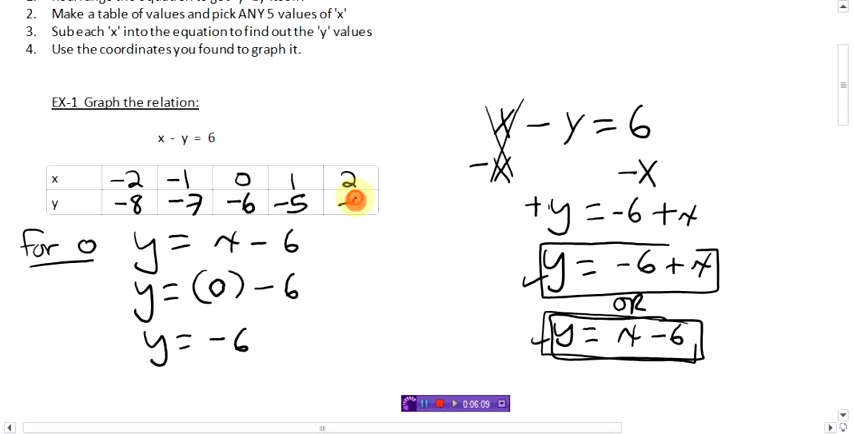 2. Make a table of values and pick ANY 5 values of 'x'
3. Sub each 'x' into the equation to find out the 'y' values
4. Use the coordinates you found to graph it.
EX-1 Graph the relation:
x - y = 6
x -2 -1 0 1 2
y -8 -7 -6 -5 -
for 0 y = x - 6
y = (0) - 6
y = -6
x - y = 6
-x -x
+y = -6 + x
y = -6 + x
OR
y = x - 6
0:06:09